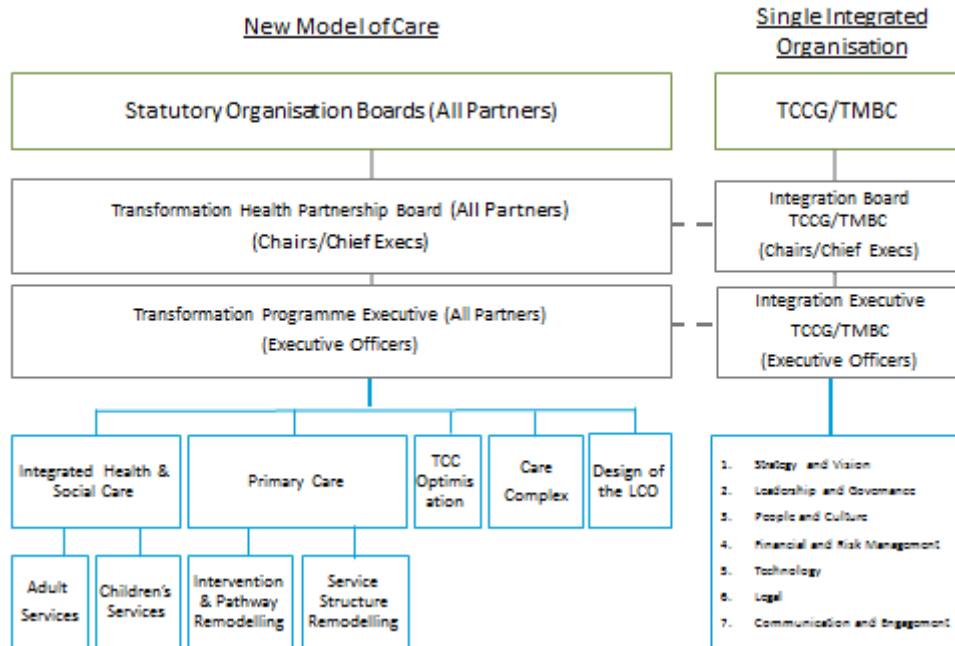 New Model of Care
Single Integrated
Organisation
Statutory Organisation Boards (All Partners)
TCCG/TMBC
Transformation Health Partnership Board (All Partners)
(Chairs/Chief Execs)
Integration Board
TCCG/TMBC
(Chairs/Chief Execs)
Transformation Programme Executive (All Partners)
(Executive Officers)
Integration Executive
TCCG/TMBC
(Executive Officers)
Integrated Health &
Social Care
Primary Care
TCC
Optimis
ation
Care
Complex
Design of
the LCO
Adult
Services
Children's
Services
Intervention
& Pathway
Remodelling
Service
Structure
Remodelling
1. Strategy and Vision
2. Leadership and Governance
3. People and Culture
4. Financial and Risk Management
5. Technology
6. Legal
7. Communication and Engagement